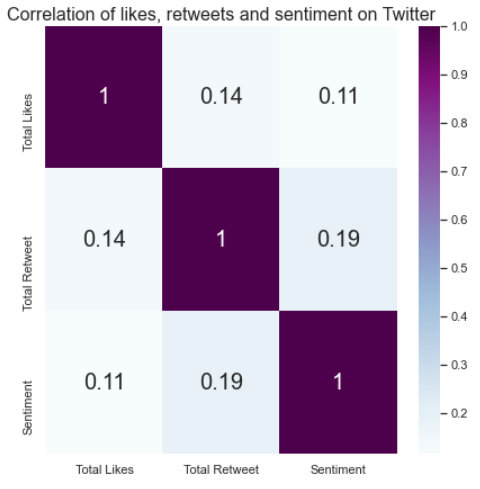 Correlation of likes, retweets and sentiment on Twitter
Total Likes
1
0.14
0.11
Total Retweet
0.14
1
0.19
Sentiment
0.11
0.19
1
Total Likes
Total Retweet
Sentiment
1.0
0.9
0.8
0.7
0.6
0.5
0.4
0.3
0.2